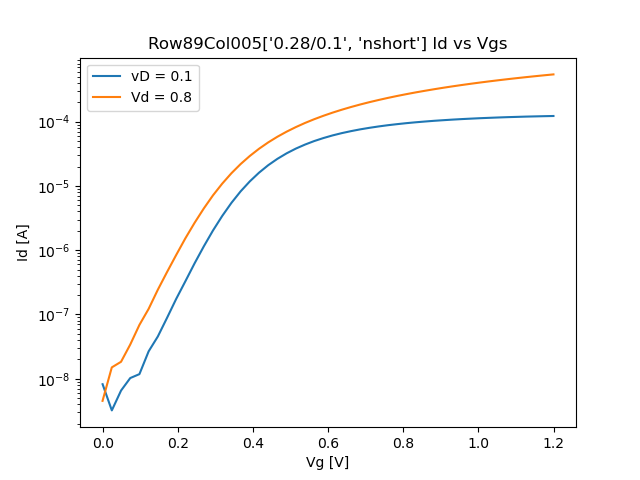 Row89Col005['0.28/0.1', 'nshort'] Id vs Vgs
vD = 0.1
Vd = 0.8
Id [A]
10⁻⁴
10⁻⁵
10⁻⁶
10⁻⁷
10⁻⁸
0.0 0.2 0.4 0.6 0.8 1.0 1.2
Vg [V]